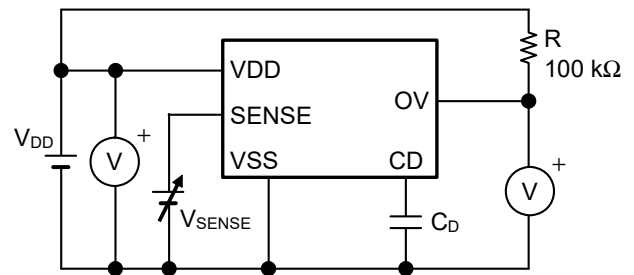 R
100 kΩ
VDD
OV
SENSE
VDD
V
+
VSS
CD
V
+
VSENSE
CD